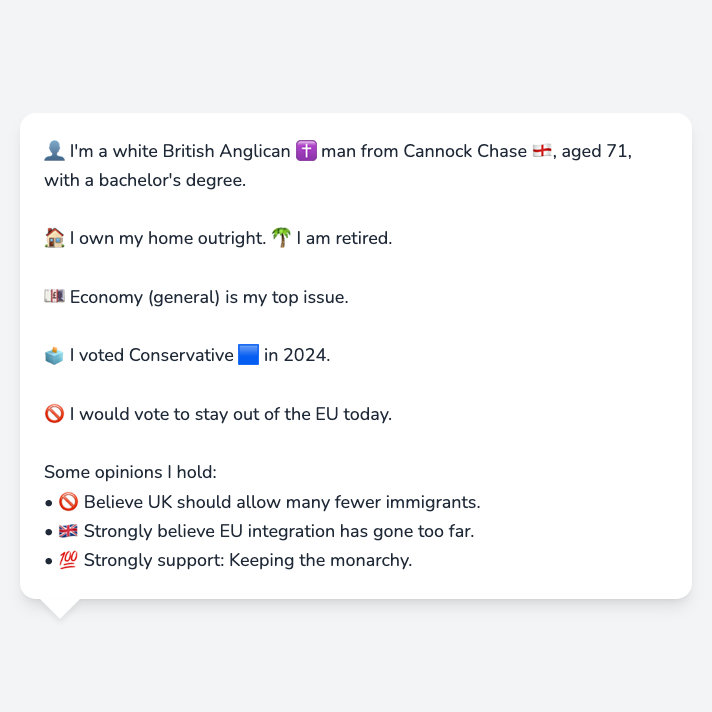 👤 I'm a white British Anglican ✝️ man from Cannock Chase 🏴󠁧󠁢󠁥󠁮󠁧󠁿, aged 71,
with a bachelor's degree.
🏠 I own my home outright. 🌴 I am retired.
💷 Economy (general) is my top issue.
🗳️ I voted Conservative 🟦 in 2024.
🚫 I would vote to stay out of the EU today.
Some opinions I hold:
• 🚫 Believe UK should allow many fewer immigrants.
• 🇬🇧 Strongly believe EU integration has gone too far.
• 💯 Strongly support: Keeping the monarchy.